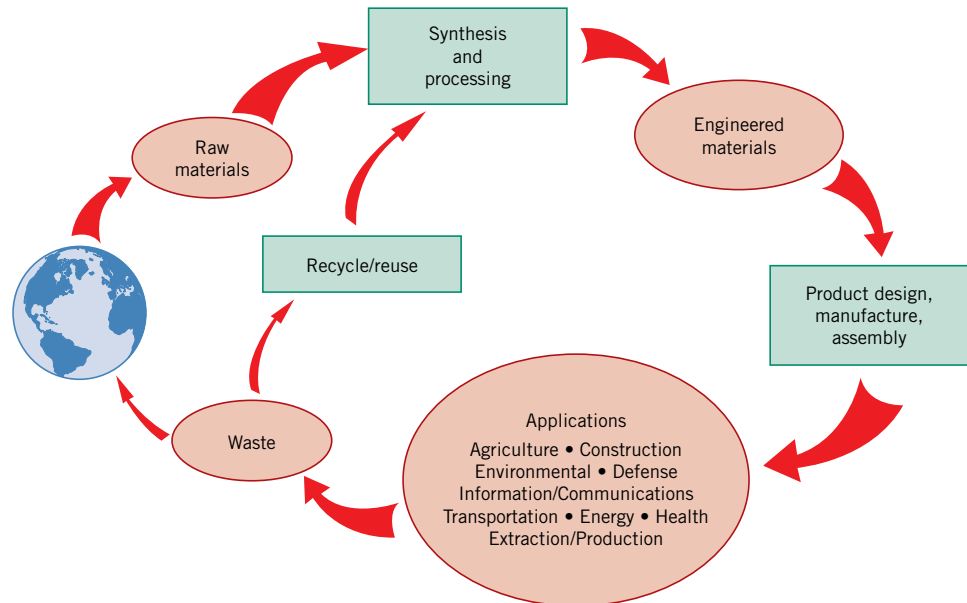 Synthesis
and
processing
Raw
materials
Engineered
materials
Recycle/reuse
Product design,
manufacture,
assembly
Waste
Applications
Agriculture • Construction
Environmental • Defense
Information/Communications
Transportation • Energy • Health
Extraction/Production